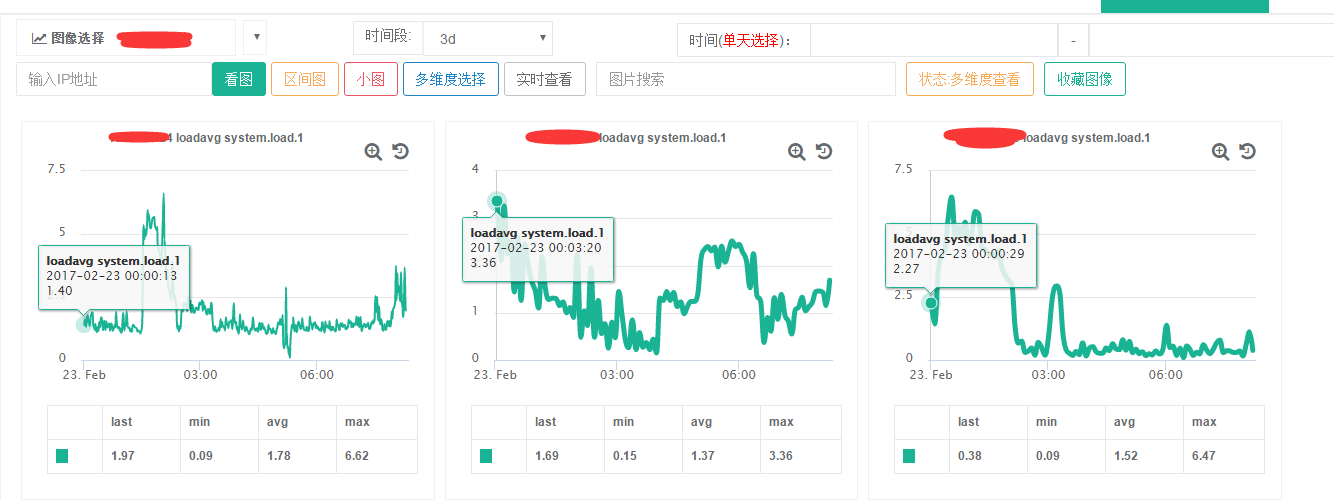 图像选择 ▼ 时间段: 3d ▼ 时间(单天选择): -
输入IP地址 看图 区间图 小图 多维度选择 实时查看 图片搜索 状态:多维度查看 收藏图像
4 loadavg system.load.1
7.5
5
2.5
0
loadavg system.load.1
2017-02-23 00:00:13
1.40
23. Feb 03:00 06:00
last min avg max
1.97 0.09 1.78 6.62
loadavg system.load.1
4
3
1
0
loadavg system.load.1
2017-02-23 00:03:20
3.36
23. Feb 03:00 06:00
last min avg max
1.69 0.15 1.37 3.36
loadavg system.load.1
7.5
2.5
0
loadavg system.load.1
2017-02-23 00:00:29
2.27
23. Feb 03:00 06:00
last min avg max
0.38 0.09 1.52 6.47